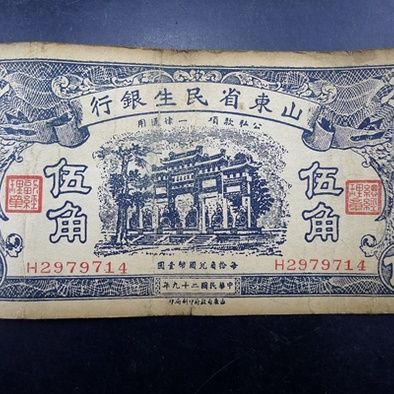 山東省民生銀行
公私款項一律通用
伍角
伍角
H2979714
H2979714
每拾角兌國幣壹圓
中華民國二十九年